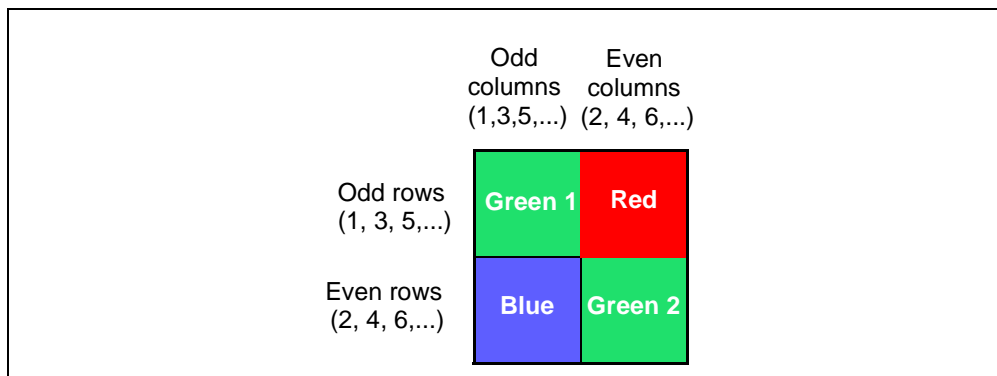 Odd
columns
(1,3,5,...)
Even
columns
(2, 4, 6,...)
Odd rows
(1, 3, 5,...)
Green 1
Red
Even rows
(2, 4, 6,...)
Blue
Green 2